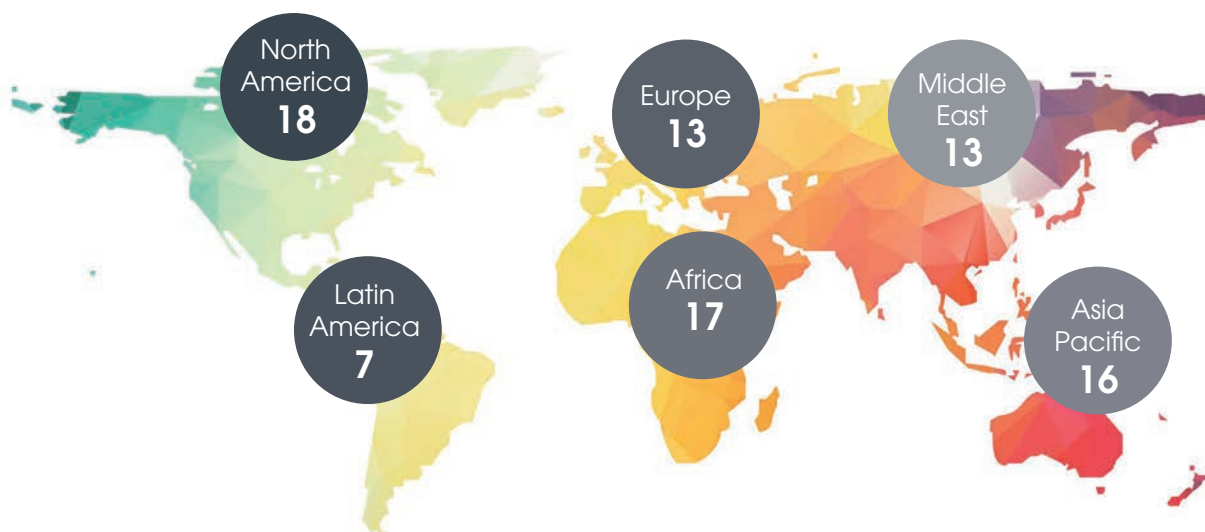 North
America
18
Europe
13
Middle
East
13
Latin
America
7
Africa
17
Asia
Pacific
16